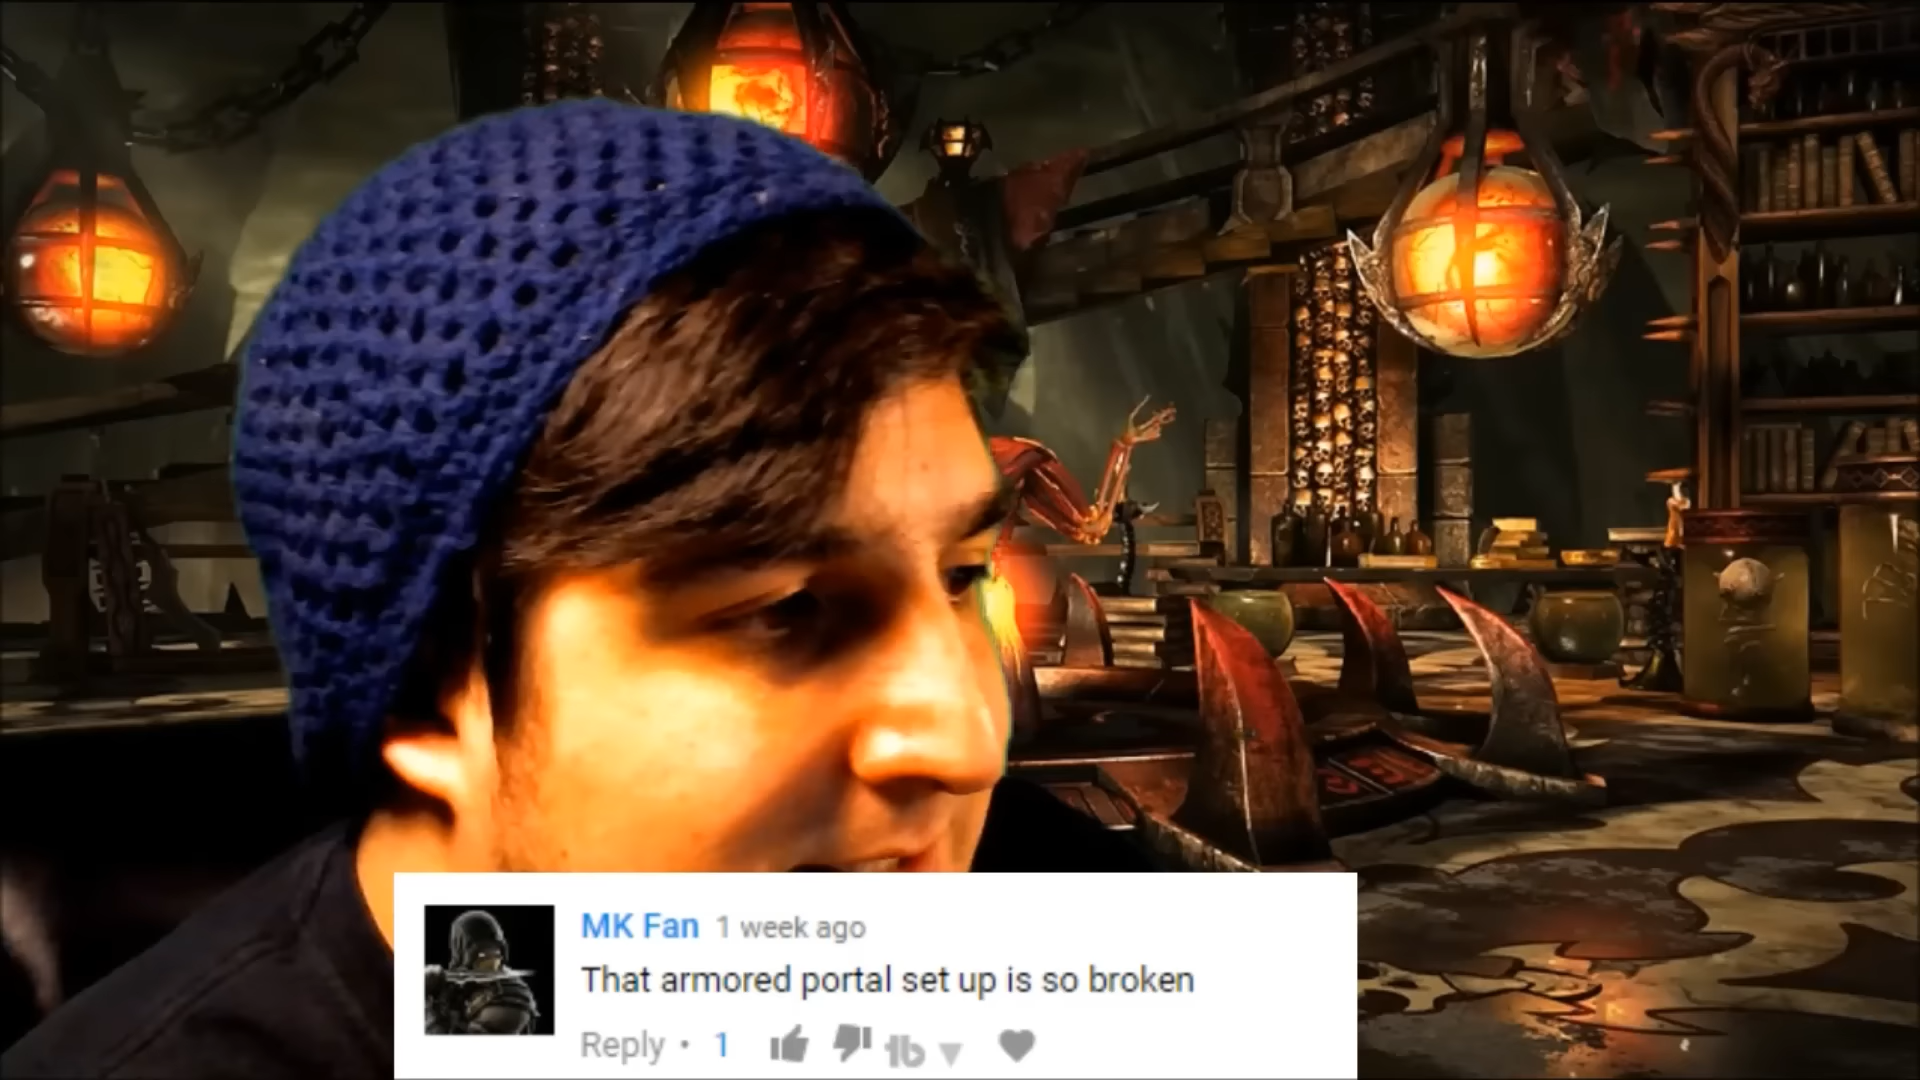 MK Fan 1 week ago
That armored portal set up is so broken
Reply • 1